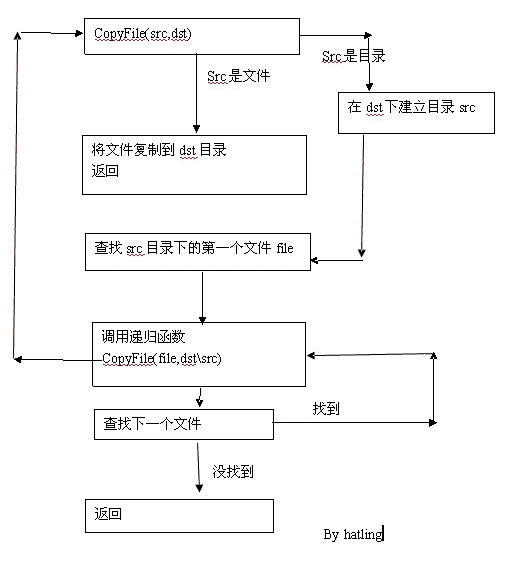 CopyFile(src,dst)
Src是目录
Src是文件
在 dst下建立目录 src
将文件复制到 dst目录
返回
查找 src目录下的第一个文件 file
调用递归函数
CopyFile(file,dst\src)
找到
查找下一个文件
没找到
返回
By hatling